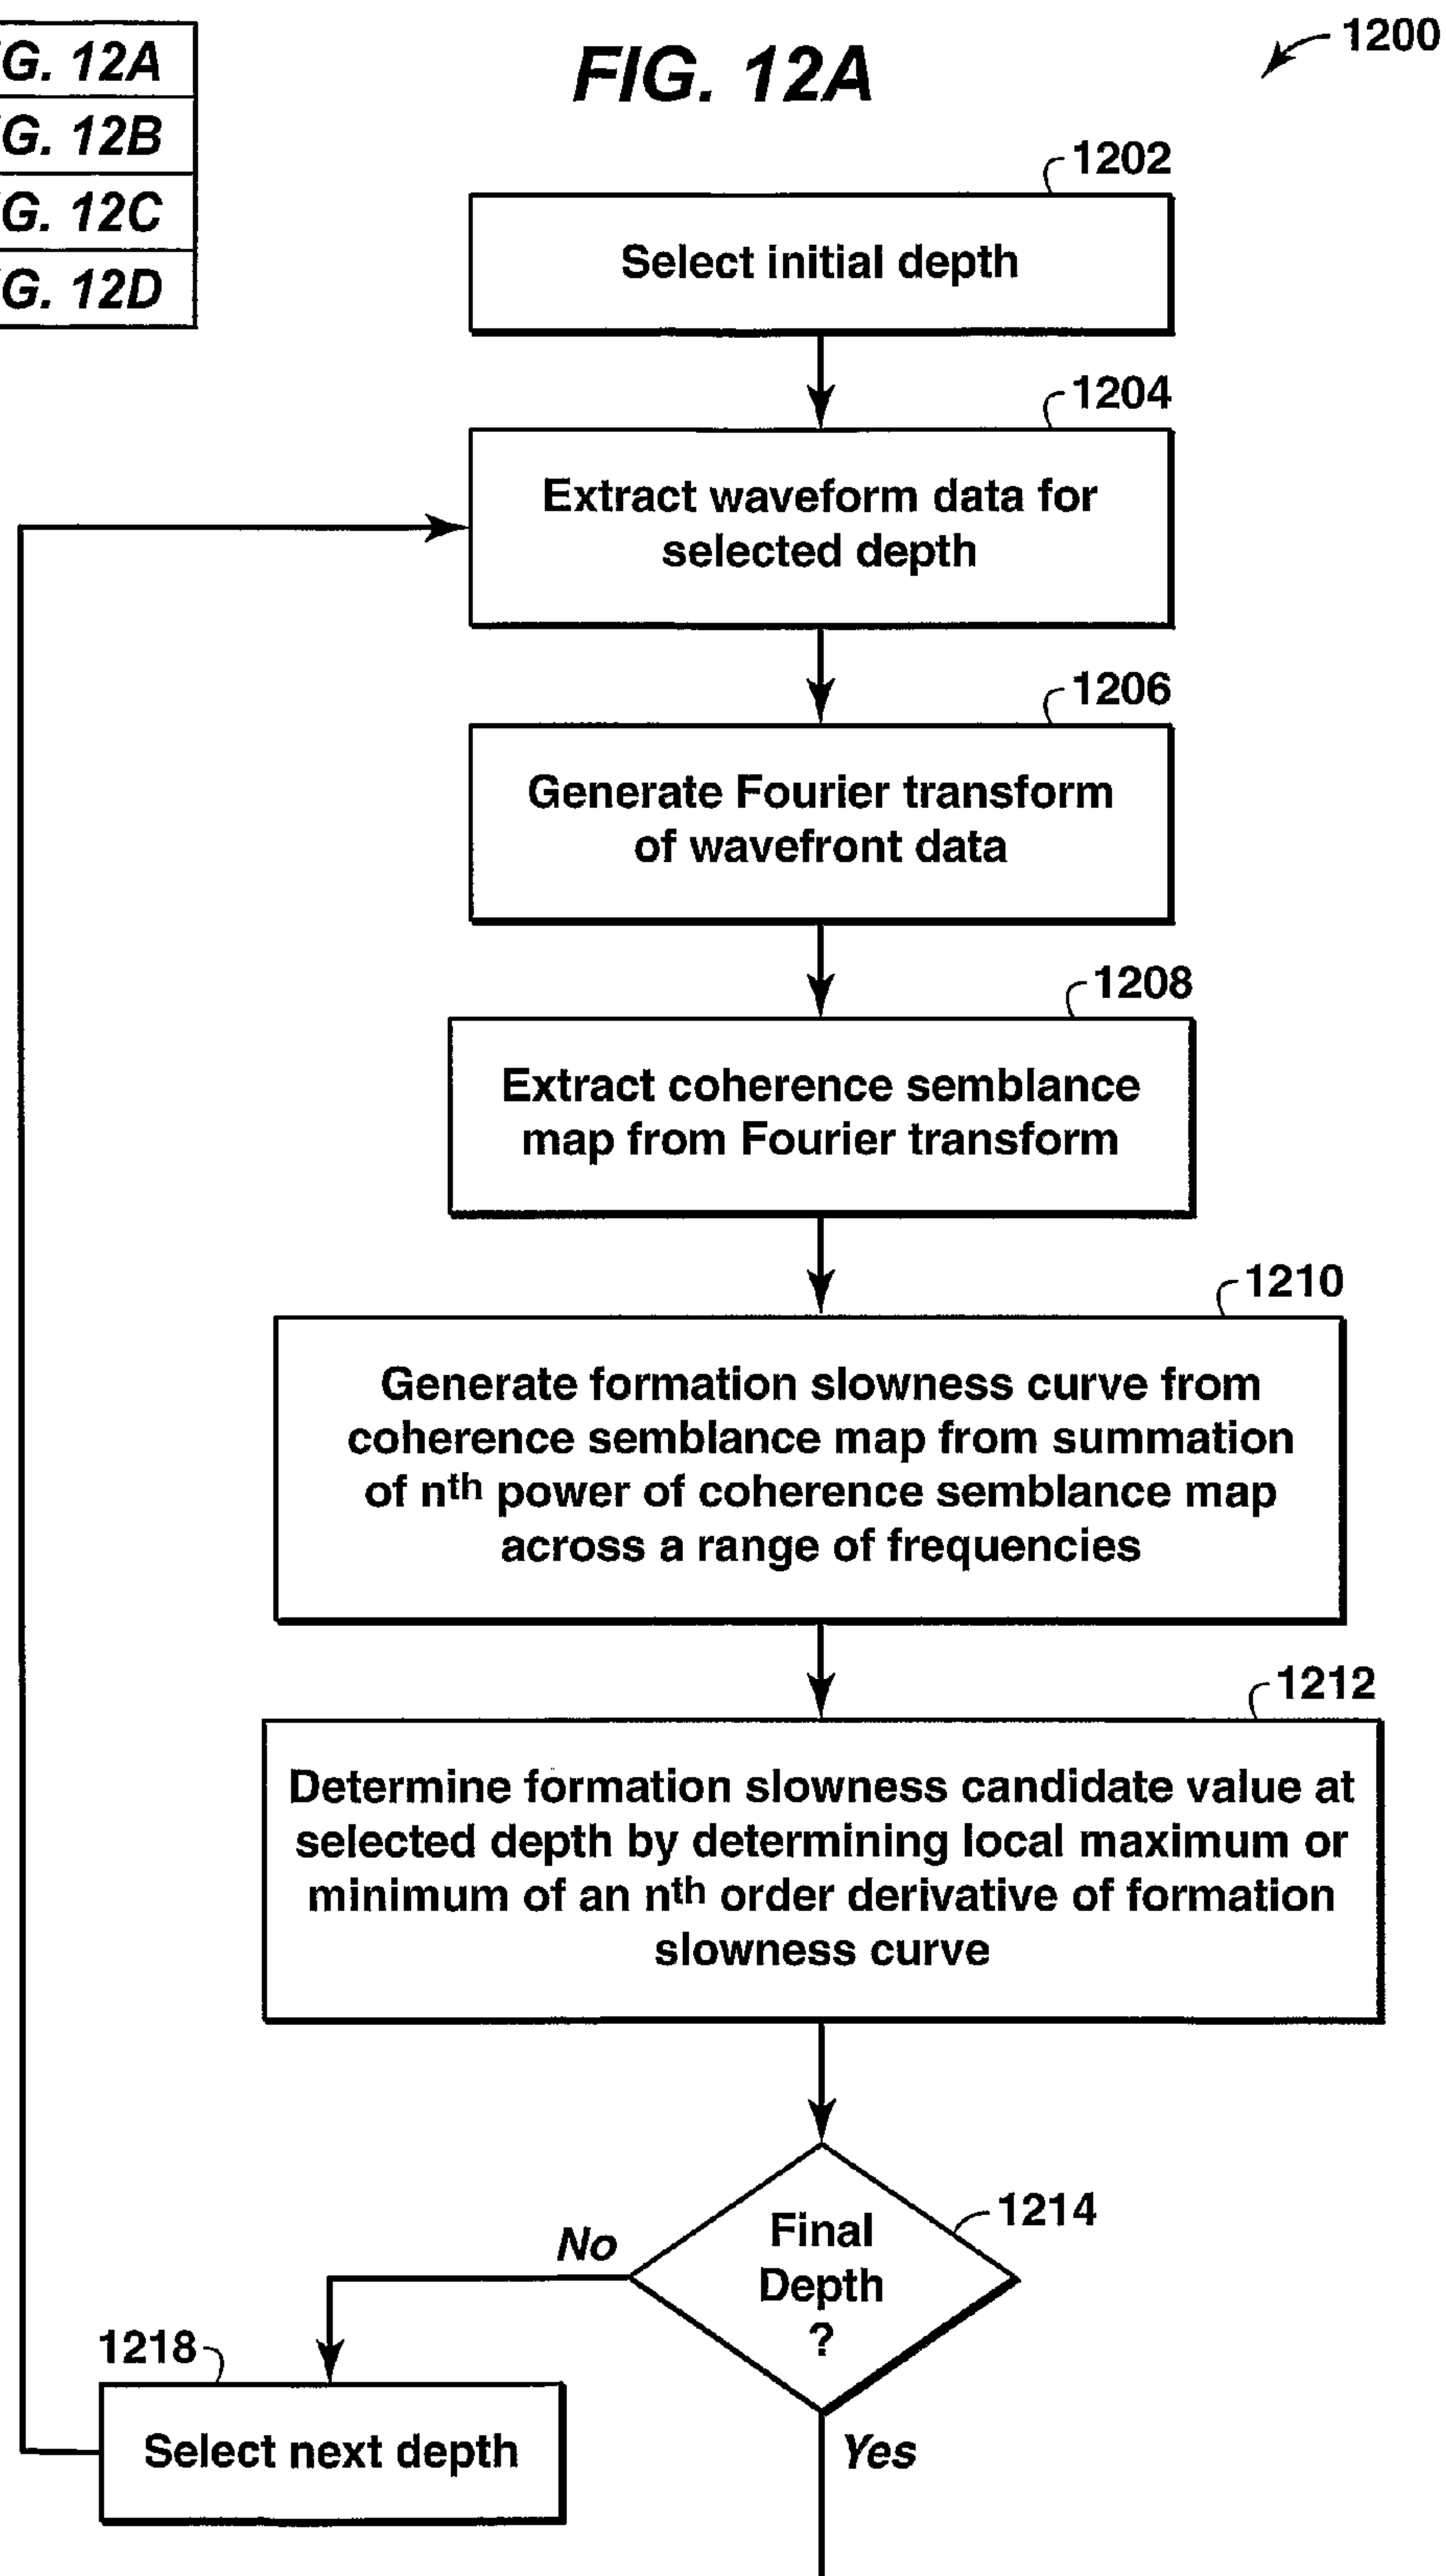 G. 12A
G. 12B
G. 12C
G. 12D
FIG. 12A
1200
1202
Select initial depth
1204
Extract waveform data for
selected depth
1206
Generate Fourier transform
of wavefront data
1208
Extract coherence semblance
map from Fourier transform
1210
Generate formation slowness curve from
coherence semblance map from summation
of nth power of coherence semblance map
across a range of frequencies
1212
Determine formation slowness candidate value at
selected depth by determining local maximum or
minimum of an nth order derivative of formation
slowness curve
1214
Final
Depth
?
No
1218
Select next depth
Yes